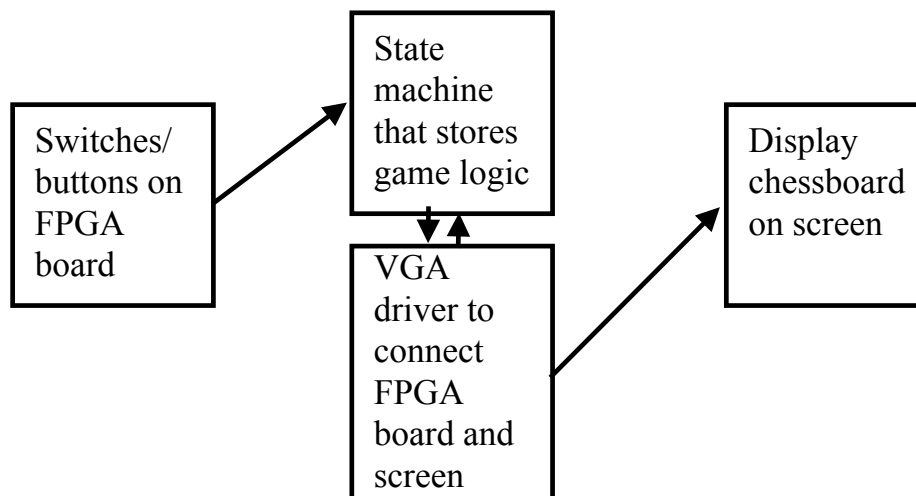 Switches/
buttons on
FPGA
board
State
machine
that stores
game logic
VGA
driver to
connect
FPGA
board and
screen
Display
chessboard
on screen